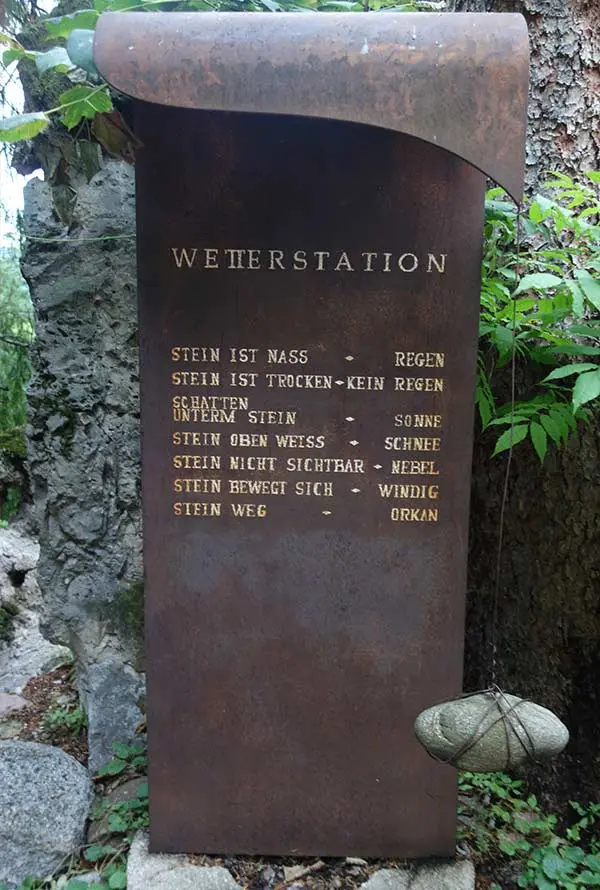 WETTERSTATION
STEIN IST NASS - REGEN
STEIN IST TROCKEN - KEIN REGEN
SCHATTEN
UNTERM STEIN - SONNE
STEIN OBEN WEISS - SCHNEE
STEIN NICHT SICHTBAR - NEBEL
STEIN BEWEGT SICH - WINDIG
STEIN WEG - ORKAN